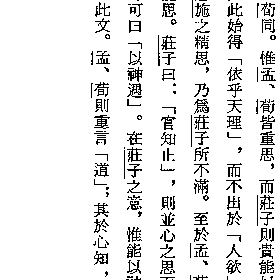 荀同。惟孟、荀皆重思，而莊子則貴能
此始得「依乎天理」，而不出於「人欲」
施之精思，乃為莊子所不滿。至於孟、
思。莊子曰：「官知止」，則並心之思而
可曰「以神遇」。在莊子之意，惟能以神
此文。孟、荀則重言「道」；其於心知，